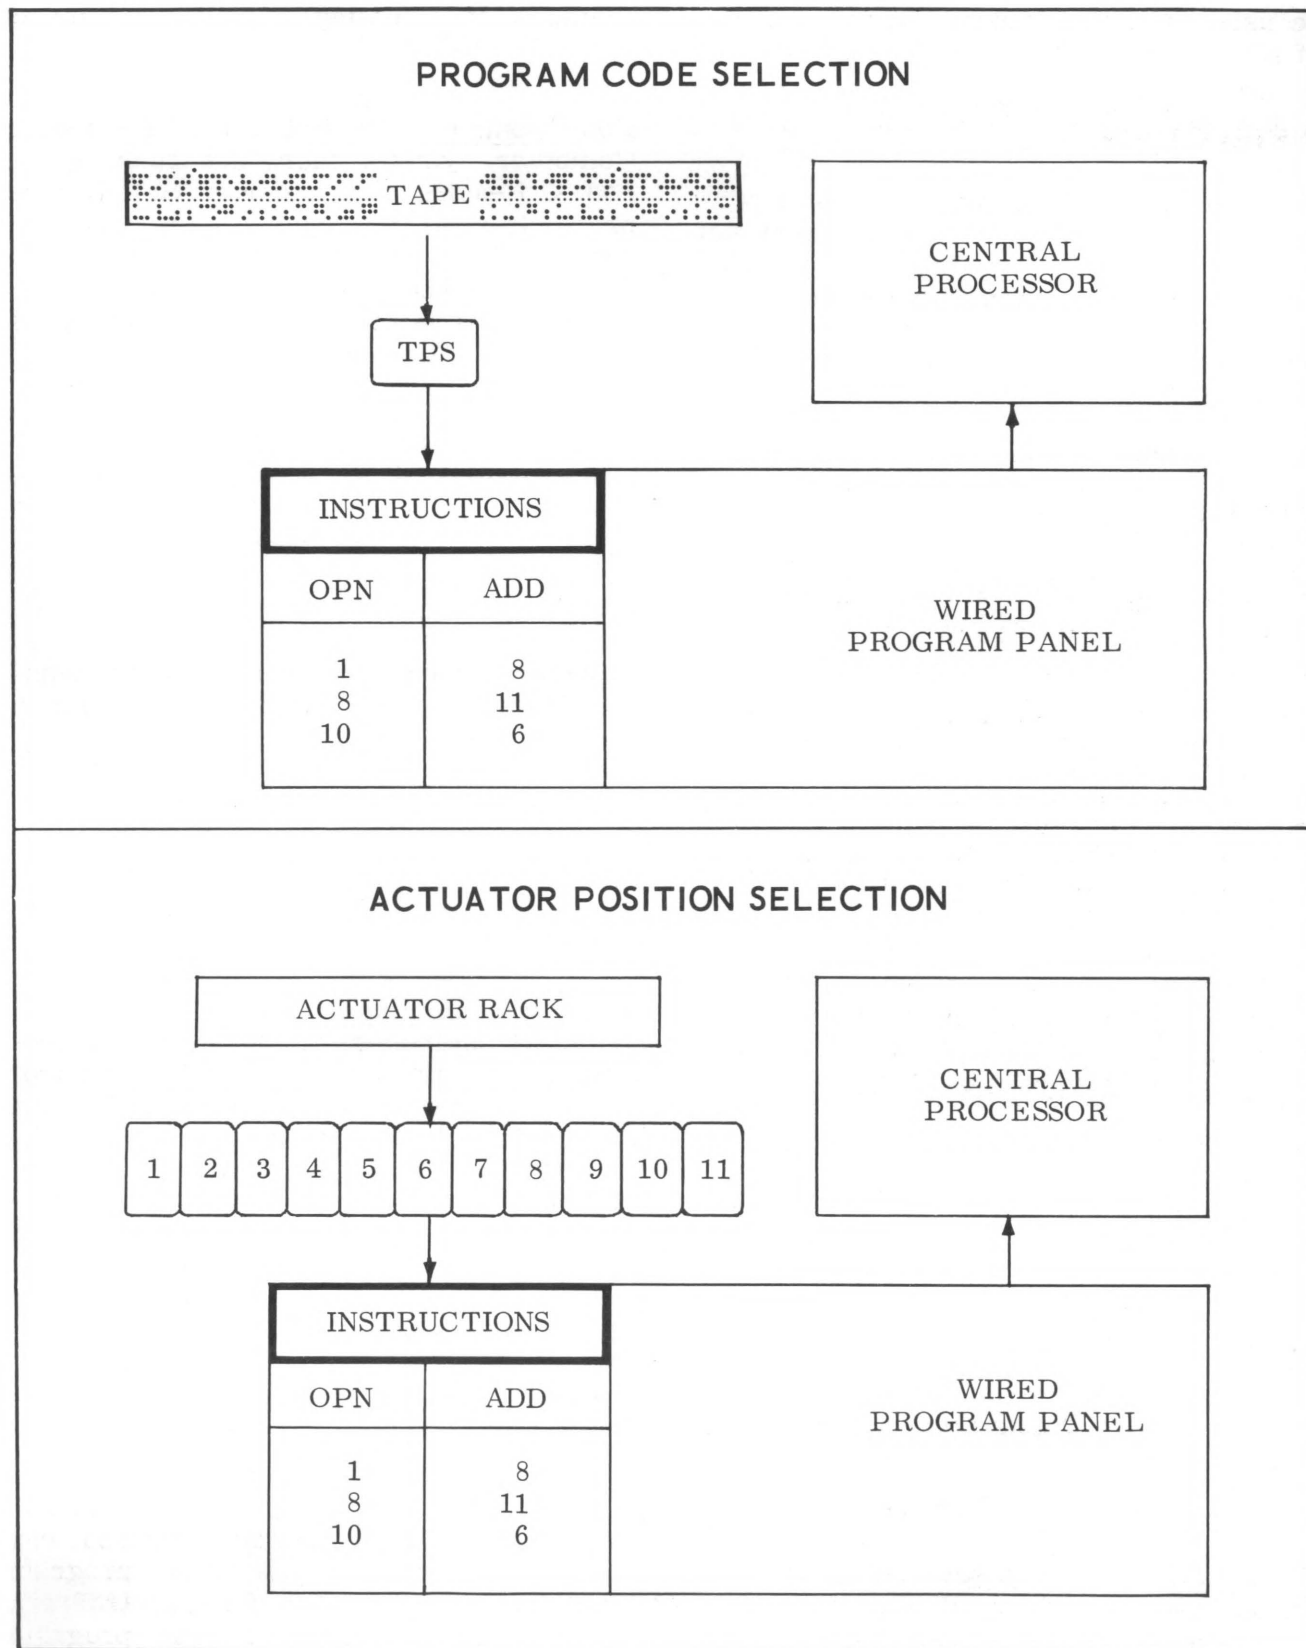 PROGRAM CODE SELECTION
TAPE
TPS
CENTRAL
PROCESSOR
INSTRUCTIONS
OPN ADD
1 8
8 11
10 6
WIRED
PROGRAM PANEL
ACTUATOR POSITION SELECTION
ACTUATOR RACK
1 2 3 4 5 6 7 8 9 10 11
CENTRAL
PROCESSOR
INSTRUCTIONS
OPN ADD
1 8
8 11
10 6
WIRED
PROGRAM PANEL